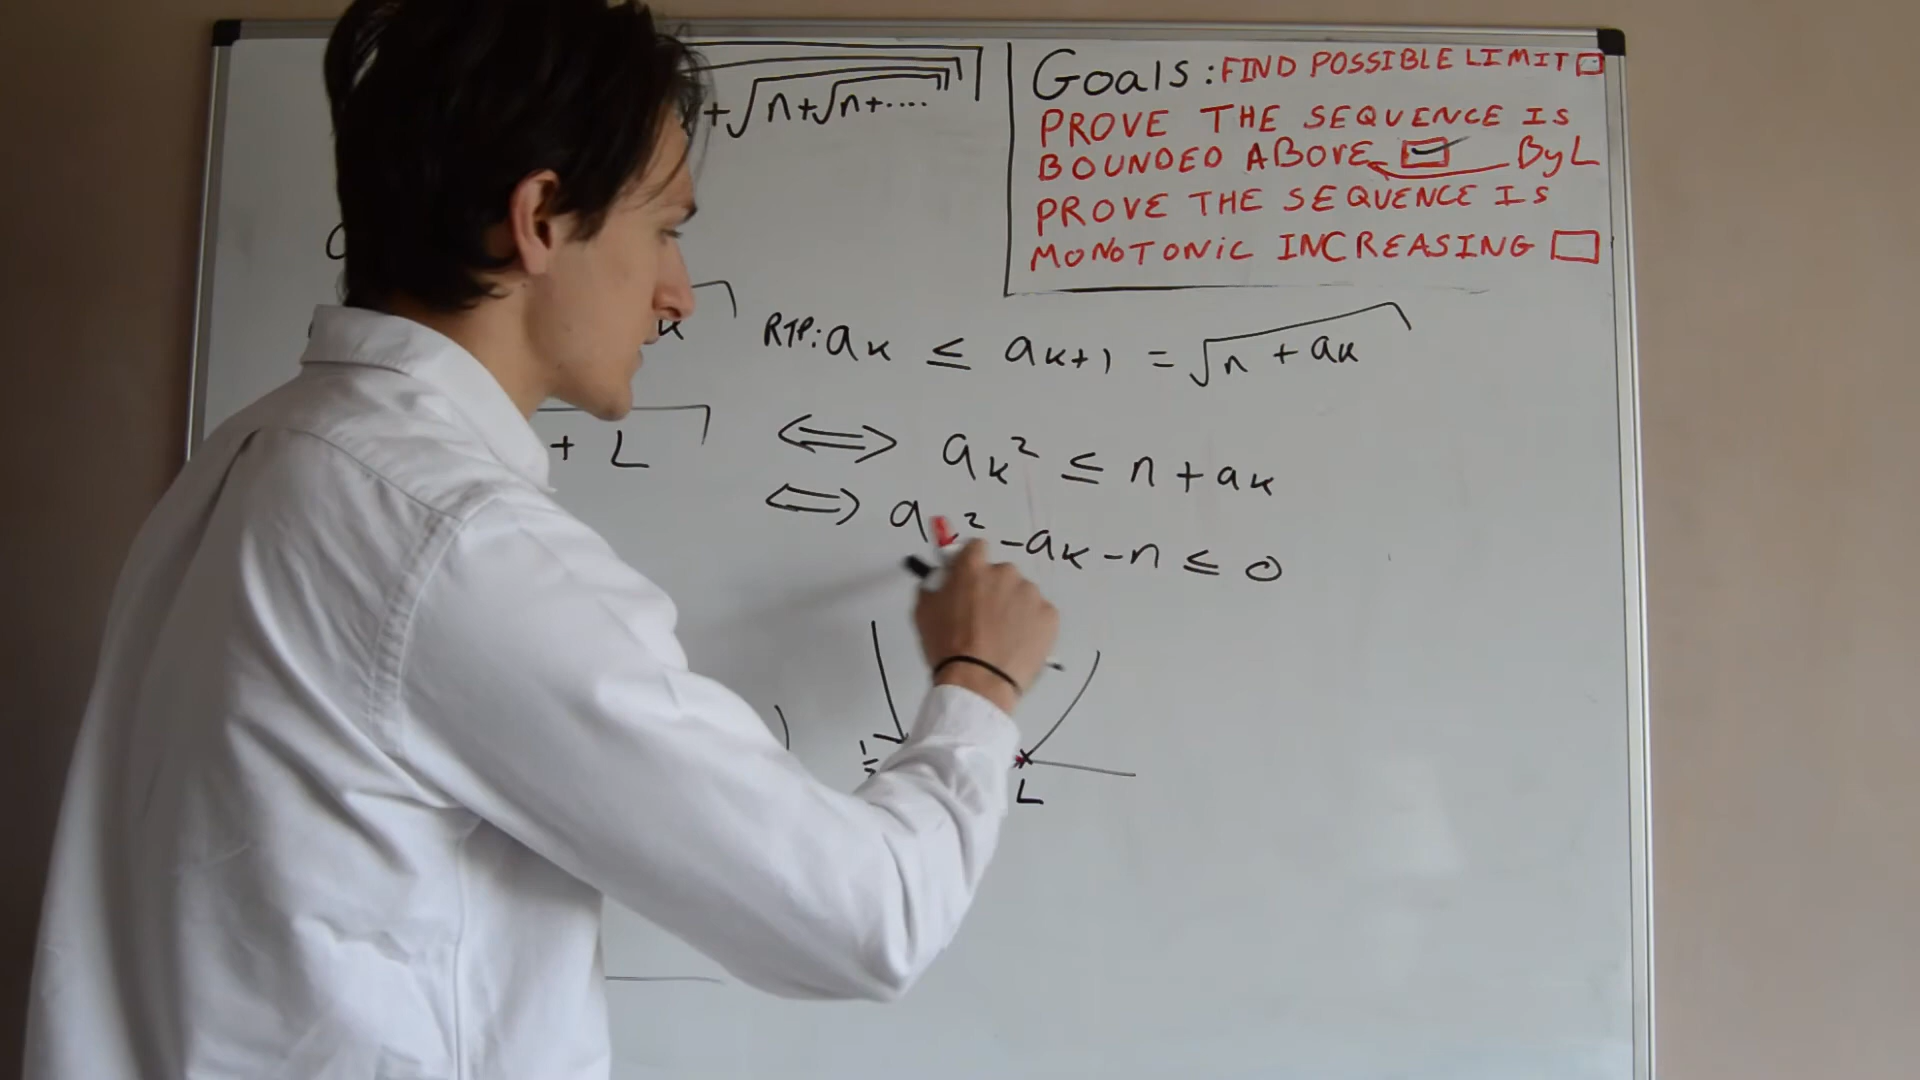 +√n+√n+....
Goals: FIND POSSIBLE LIMIT
PROVE THE SEQUENCE IS
BOUNDED ABOVE By L
PROVE THE SEQUENCE IS
MONOTONIC INCREASING
k RTP: ak ≤ ak+1 = √n + ak
+ L ⟺ ak² ≤ n + ak
⟺ a ² - ak - n ≤ 0
L